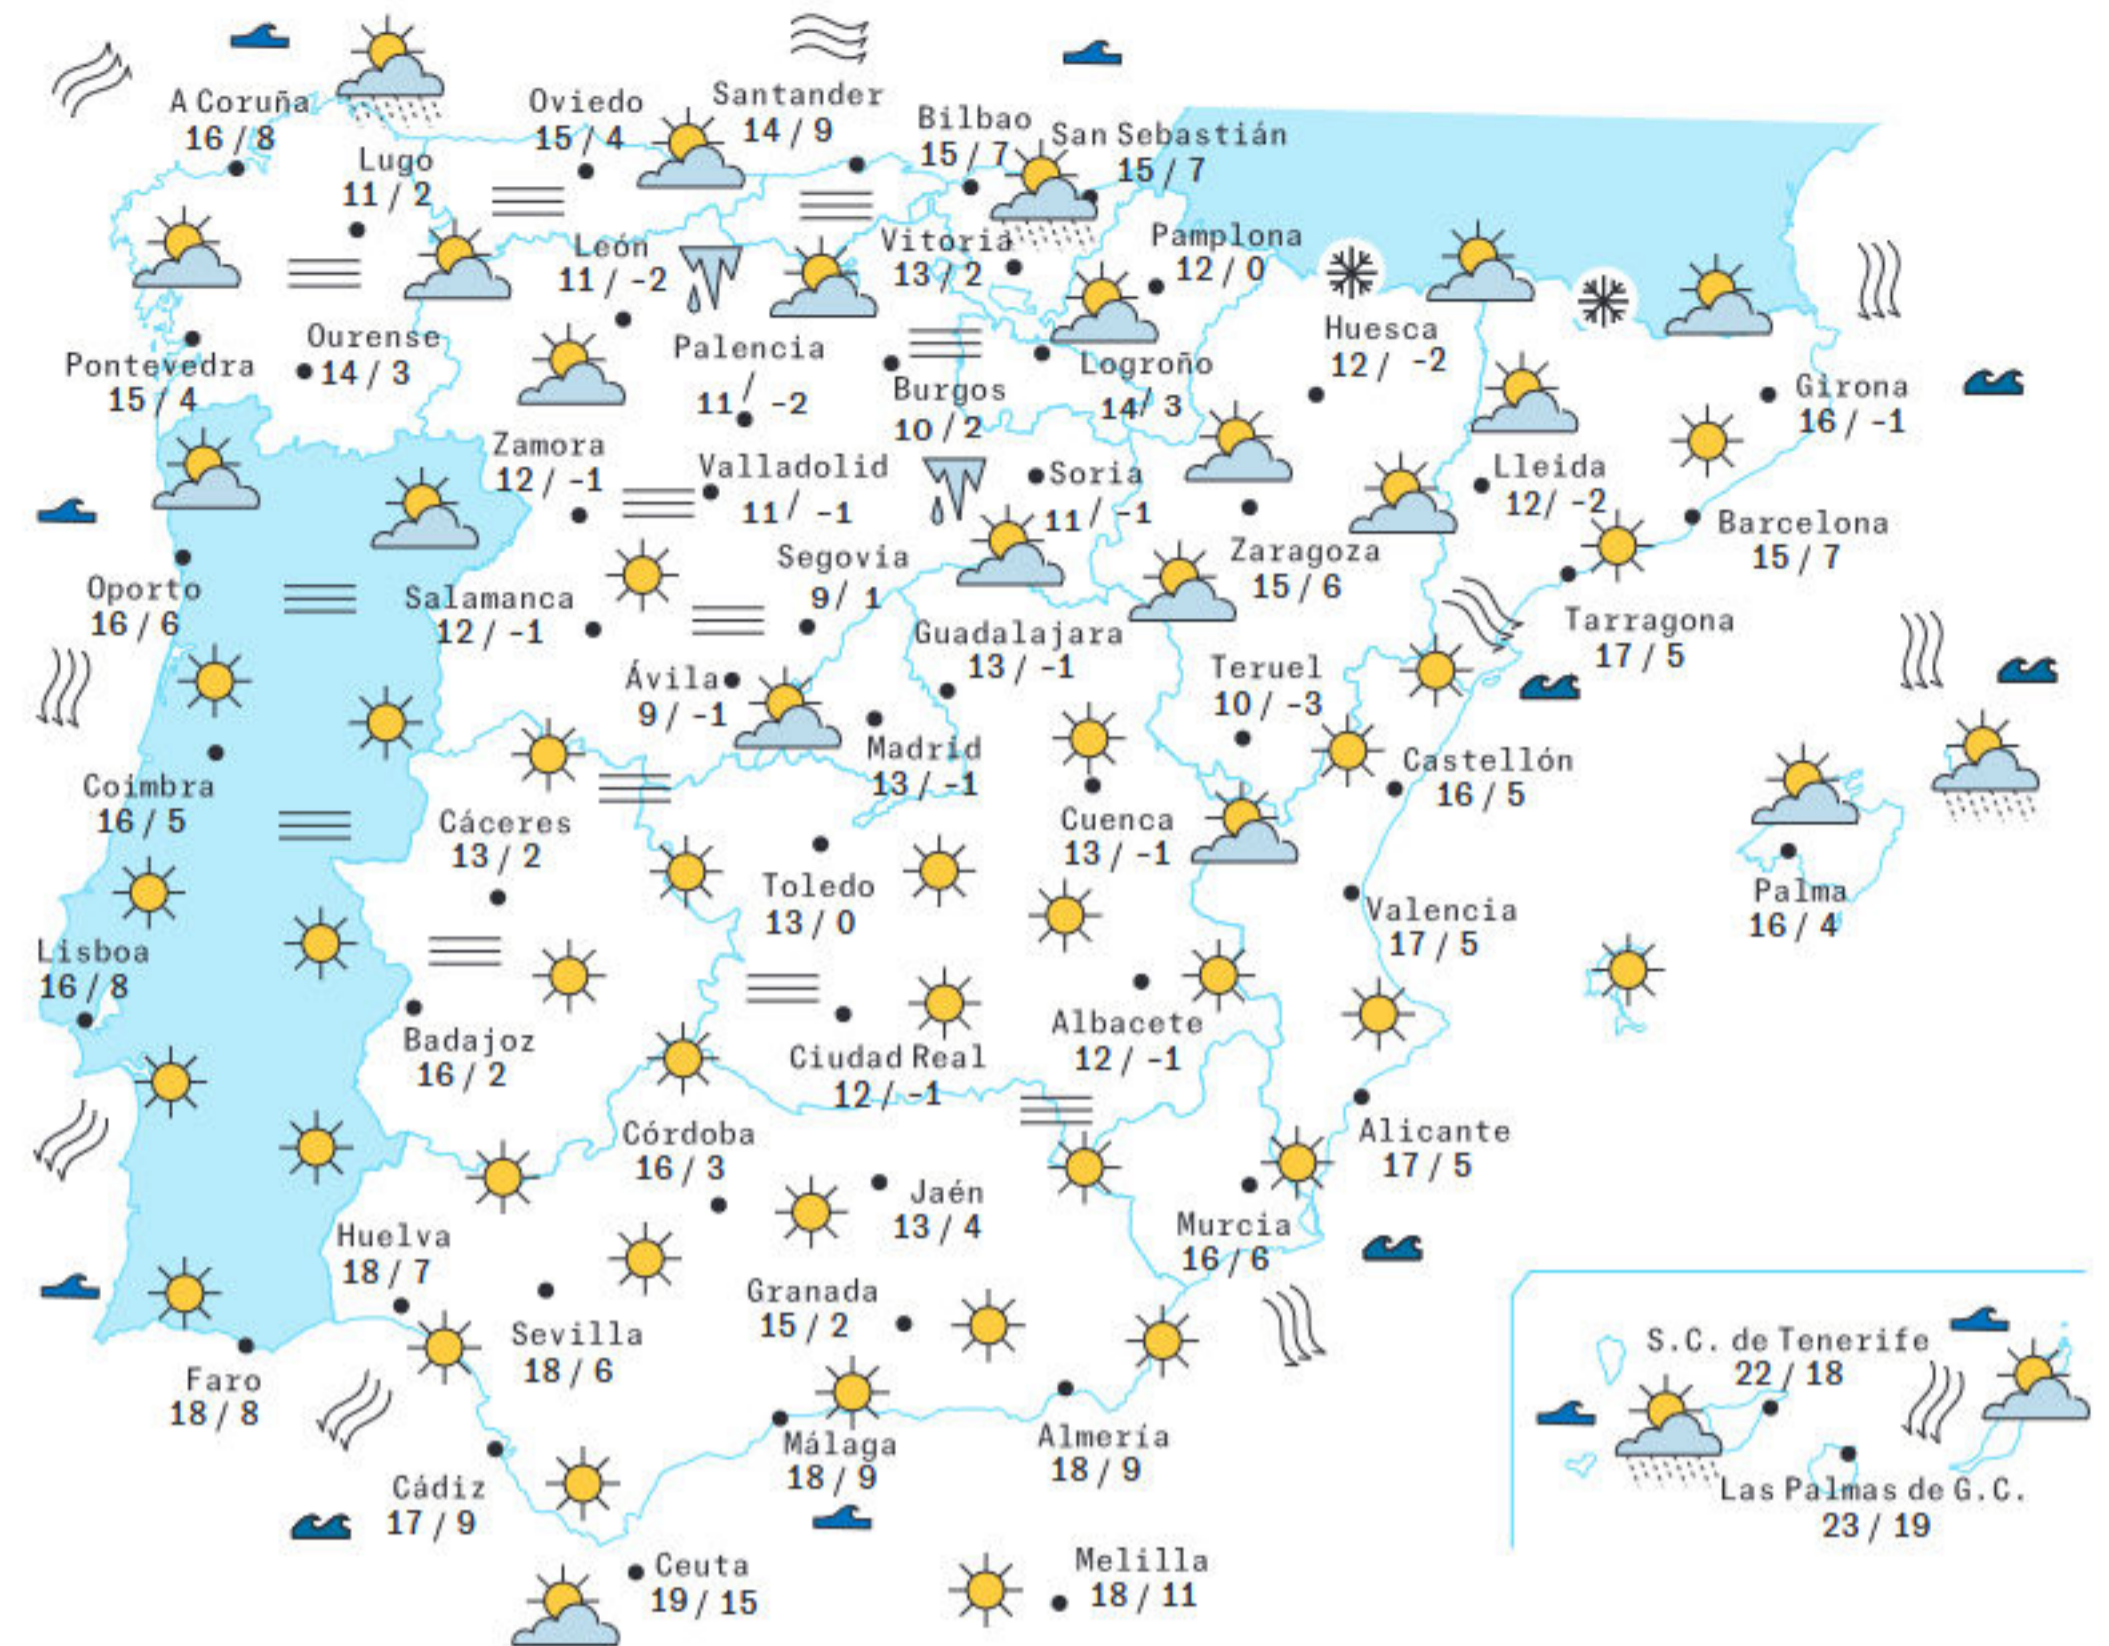 A Coruña
16 / 8
Lugo
11 / 2
Oviedo
15 / 4
Santander
14 / 9
Bilbao
15 / 7
San Sebastián
15 / 7
Vitoria
13 / 2
Pamplona
12 / 0
León
11 / -2
Pontevedra
15 / 4
Ourense
14 / 3
Palencia
11 / -2
Burgos
10 / 2
Logroño
14/ 3
Huesca
12 / -2
Girona
16 / -1
Zamora
12 / -1
Valladolid
11 / -1
Soria
11 / -1
Lleida
12/ -2
Barcelona
15 / 7
Oporto
16 / 6
Salamanca
12 / -1
Segovia
9/ 1
Zaragoza
15 / 6
Guadalajara
13 / -1
Tarragona
17 / 5
Ávila
9 / -1
Teruel
10 / -3
Madrid
13 / -1
Castellón
16 / 5
Coimbra
16 / 5
Cáceres
13 / 2
Cuenca
13 / -1
Toledo
13 / 0
Palma
16 / 4
Valencia
17 / 5
Lisboa
16 / 8
Badajoz
16 / 2
Albacete
12 / -1
Ciudad Real
12 / -1
Córdoba
16 / 3
Alicante
17 / 5
Jaén
13 / 4
Murcia
16 / 6
Huelva
18 / 7
Granada
15 / 2
Sevilla
18 / 6
Faro
18 / 8
Málaga
18 / 9
Almería
18 / 9
Cádiz
17 / 9
Ceuta
19 / 15
Melilla
18 / 11
S.C. de Tenerife
22 / 18
Las Palmas de G.C.
23 / 19